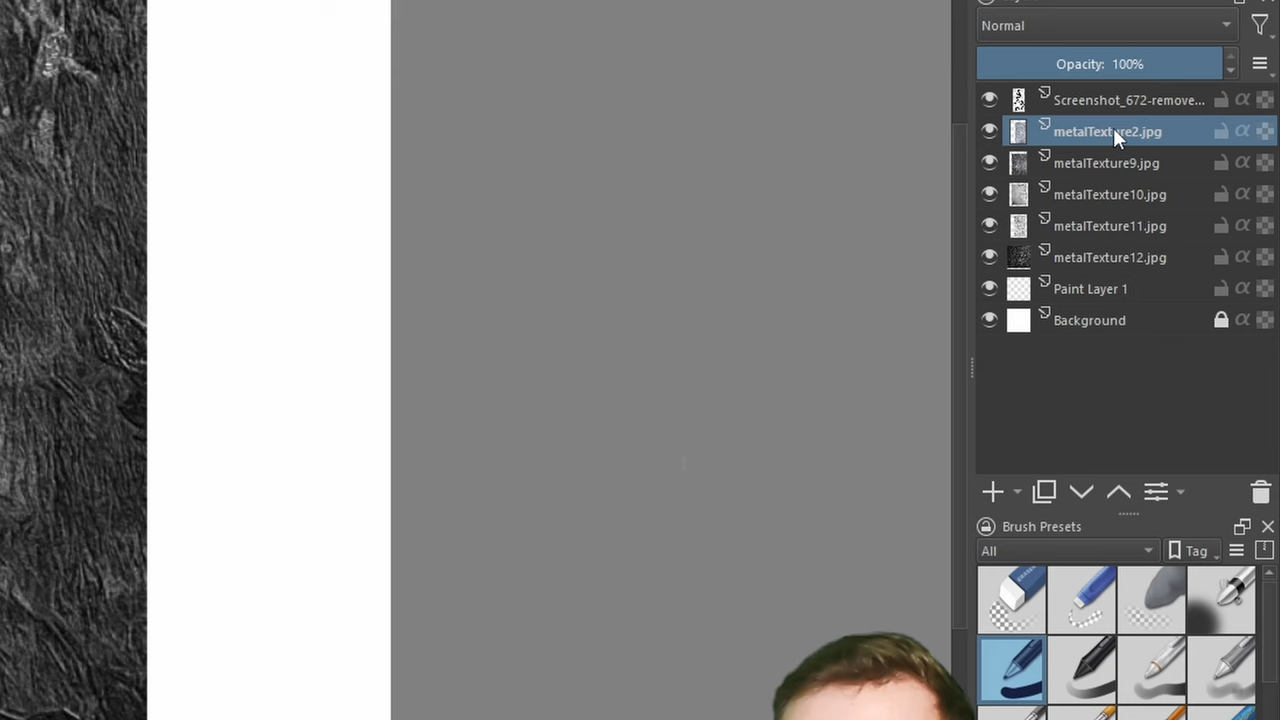 Normal
Opacity: 100%
Screenshot_672-remove...
metalTexture2.jpg
metalTexture9.jpg
metalTexture10.jpg
metalTexture11.jpg
metalTexture12.jpg
Paint Layer 1
Background
Brush Presets
All
Tag